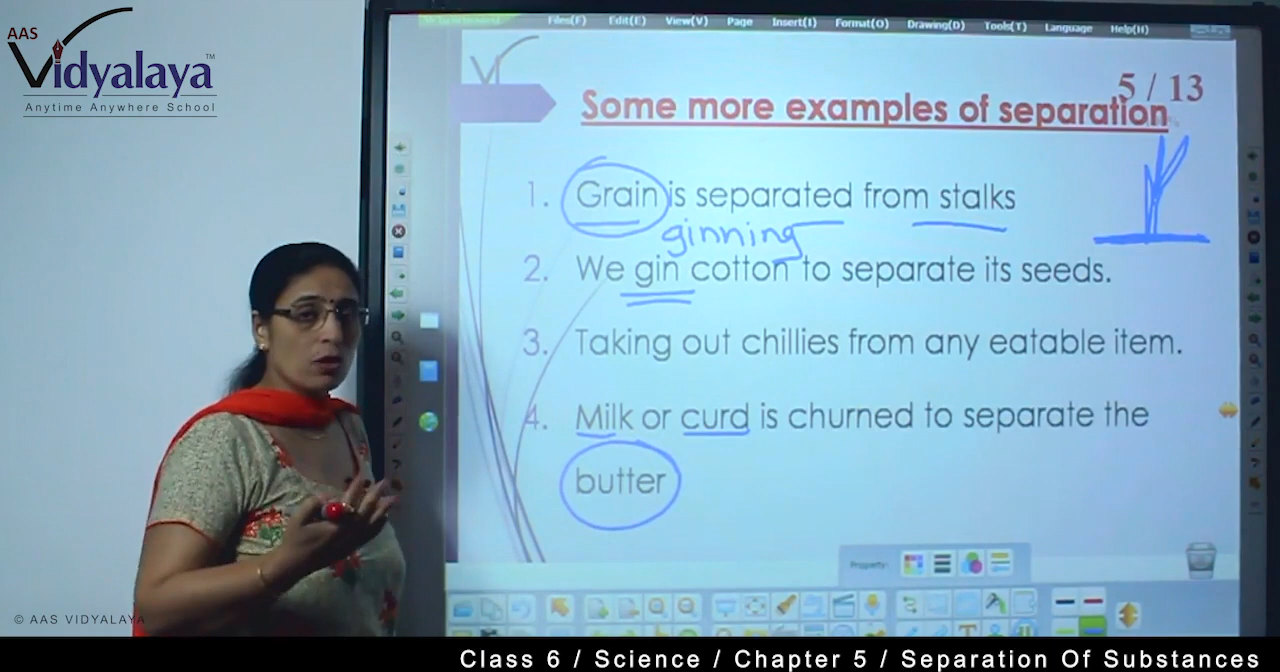 AAS
Vidyalaya™
Anytime Anywhere School
Files(F) Edit(E) View(V) Page Insert(I) Format(O) Drawing(D) Tools(T) Language Help(H)
5 / 13
Some more examples of separation
1. Grain is separated from stalks
ginning
2. We gin cotton to separate its seeds.
3. Taking out chillies from any eatable item.
4. Milk or curd is churned to separate the
butter
Property:
© AAS VIDYALAYA
Class 6 / Science / Chapter 5 / Separation Of Substances